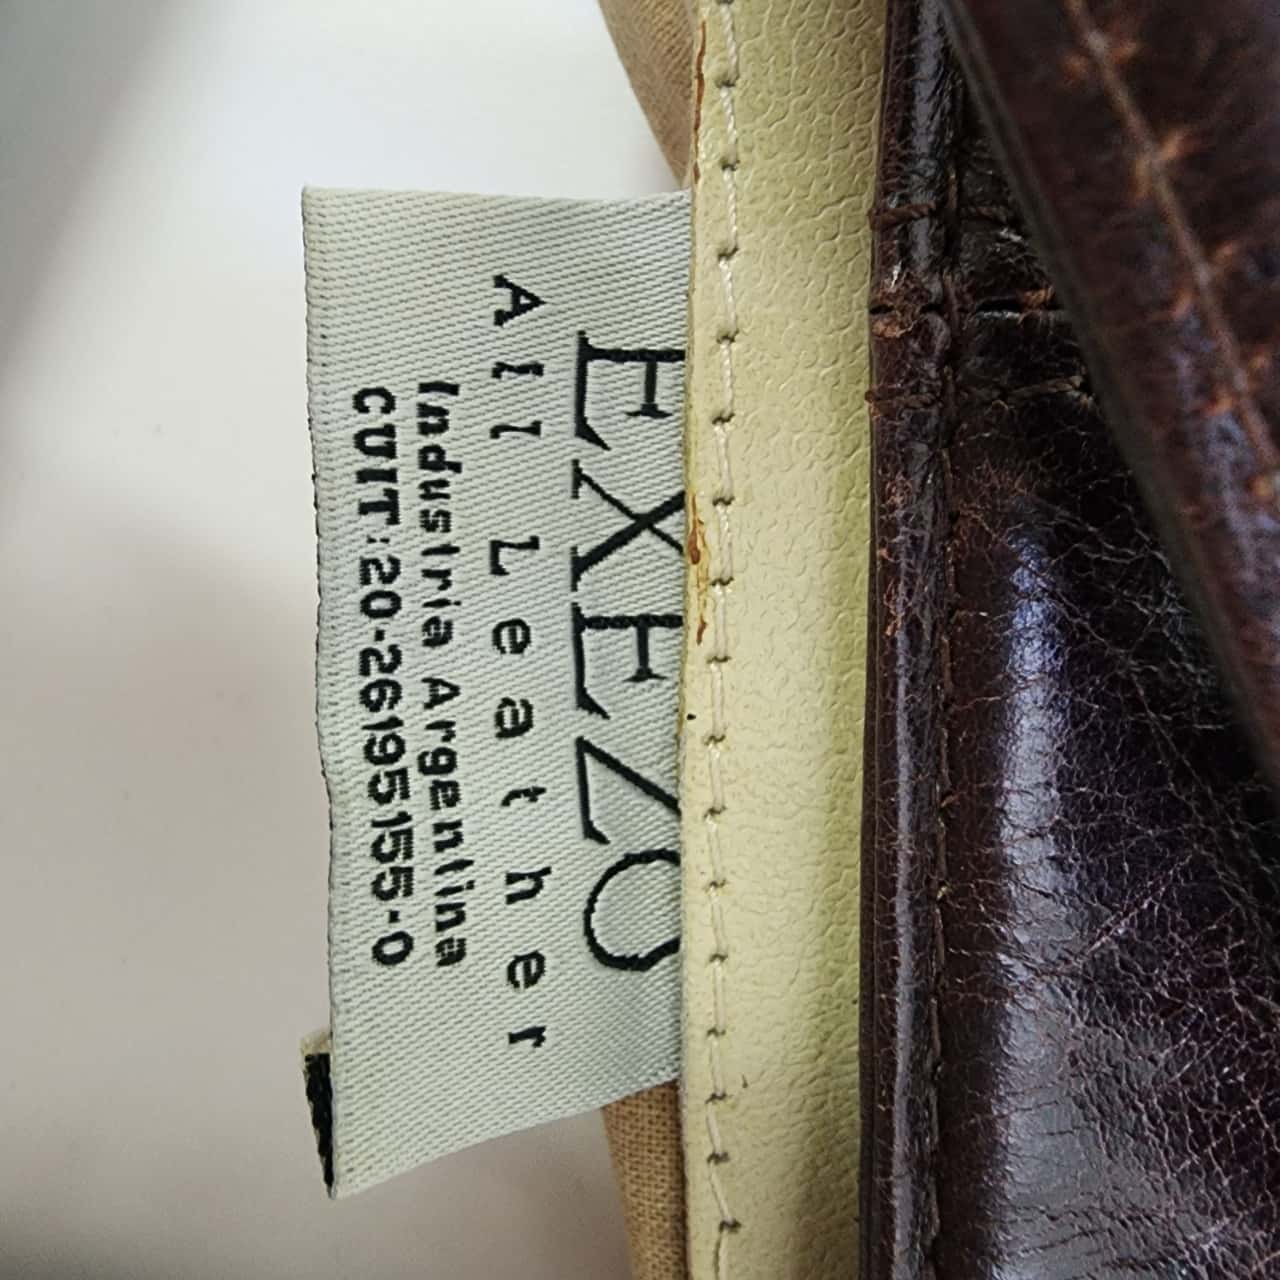 EXEZO
All Leather
Industria Argentina
CUIT:20-26195155-0